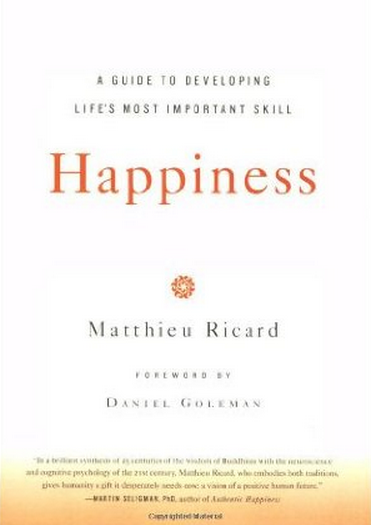 A GUIDE TO DEVELOPING
LIFE'S MOST IMPORTANT SKILL
Happiness
Matthieu Ricard
FOREWORD BY
DANIEL GOLEMAN
"In a brilliant synthesis of 25 centuries of the wisdom of Buddhism with the neuroscience
and cognitive psychology of the 21st century, Matthieu Ricard, who embodies both traditions,
gives humanity a gift it desperately needs now: a vision of a positive human future."
—MARTIN SELIGMAN, PhD, author of Authentic Happiness
Copyrighted Material